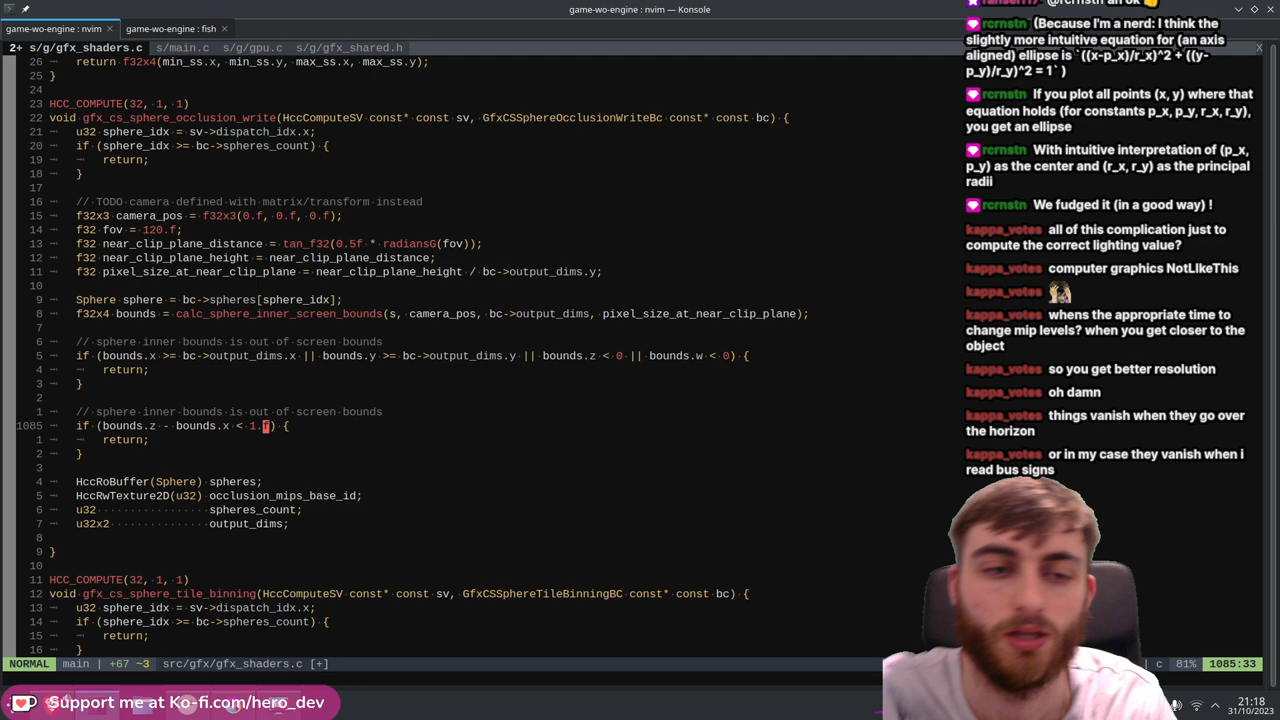 game-wo-engine : nvim — Konsole
game-wo-engine : nvim
game-wo-engine : fish
2+ s/g/gfx_shaders.c
s/main.c
s/g/gpu.c
s/g/gfx_shared.h
X
26 return f32x4(min_ss.x, min_ss.y, max_ss.x, max_ss.y);
25 }
24
23 HCC_COMPUTE(32, 1, 1)
22 void gfx_cs_sphere_occlusion_write(HccComputeSV const* const sv, GfxCSSphereOcclusionWriteBc const* const bc) {
21 u32 sphere_idx = sv->dispatch_idx.x;
20 if (sphere_idx >= bc->spheres_count) {
19 return;
18 }
17
16 // TODO camera defined with matrix/transform instead
15 f32x3 camera_pos = f32x3(0.f, 0.f, 0.f);
14 f32 fov = 120.f;
13 f32 near_clip_plane_distance = tan_f32(0.5f * radiansG(fov));
12 f32 near_clip_plane_height = near_clip_plane_distance;
11 f32 pixel_size_at_near_clip_plane = near_clip_plane_height / bc->output_dims.y;
10
9 Sphere sphere = bc->spheres[sphere_idx];
8 f32x4 bounds = calc_sphere_inner_screen_bounds(s, camera_pos, bc->output_dims, pixel_size_at_near_clip_plane);
7
6 // sphere inner bounds is out of screen bounds
5 if (bounds.x >= bc->output_dims.x || bounds.y >= bc->output_dims.y || bounds.z < 0 || bounds.w < 0) {
4 return;
3 }
2
1 // sphere inner bounds is out of screen bounds
1085 if (bounds.z - bounds.x < 1.f) {
1 return;
2 }
3
4 HccRoBuffer(Sphere) spheres;
5 HccRwTexture2D(u32) occlusion_mips_base_id;
6 u32 spheres_count;
7 u32x2 output_dims;
8
9 }
10
11 HCC_COMPUTE(32, 1, 1)
12 void gfx_cs_sphere_tile_binning(HccComputeSV const* const sv, GfxCSSphereTileBinningBC const* const bc) {
13 u32 sphere_idx = sv->dispatch_idx.x;
14 if (sphere_idx >= bc->spheres_count) {
15 return;
16 }
NORMAL main | +67 ~3 | src/gfx/gfx_shaders.c [+]
| c 81% 1085:33
rcrnstn (Because I'm a nerd: I think the
slightly more intuitive equation for (an axis
aligned) ellipse is `((x-p_x)/r_x)^2 + ((y-
p_y)/r_y)^2 = 1` )
rcrnstn If you plot all points (x, y) where that
equation holds (for constants p_x, p_y, r_x, r_y),
you get an ellipse
rcrnstn With intuitive interpretation of (p_x,
p_y) as the center and (r_x, r_y) as the principal
radii
rcrnstn We fudged it (in a good way) !
kappa_votes all of this complication just to
compute the correct lighting value?
kappa_votes computer graphics NotLIkeThis
kappa_votes
kappa_votes whens the appropriate time to
change mip levels? when you get closer to the
object
kappa_votes so you get better resolution
kappa_votes oh damn
kappa_votes things vanish when they go over
the horizon
kappa_votes or in my case they vanish when i
read bus signs
Support me at Ko-fi.com/hero_dev
21:18
31/10/2023